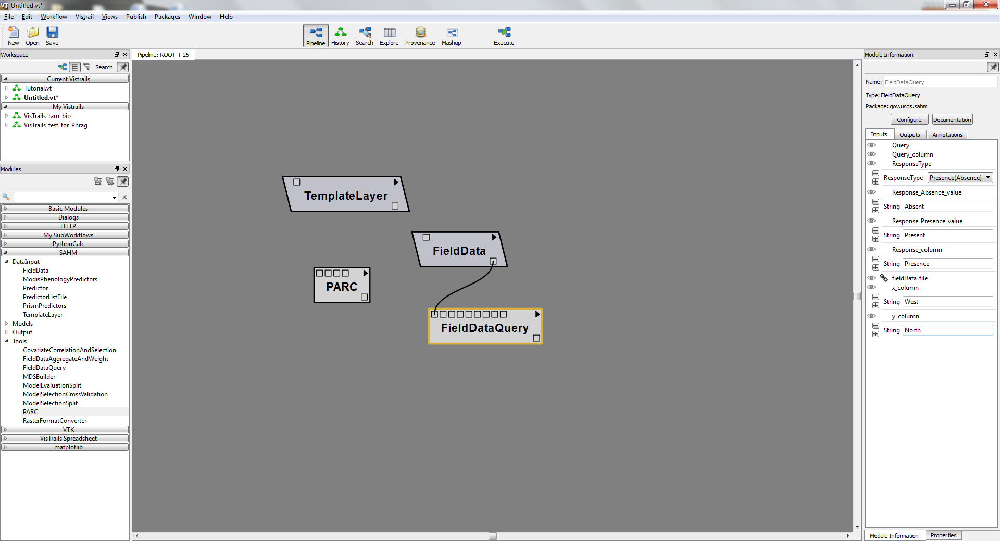 VT Untitled.vt*
File Edit Workflow Vistrail Views Publish Packages Window Help
New Open Save Pipeline History Search Explore Provenance Mashup Execute
Workspace
Search
Current Vistrails
Tutorial.vt
Untitled.vt*
My Vistrails
VisTrails_tam_bio
VisTrails_test_for_Phrag
Modules
Basic Modules
Dialogs
HTTP
My SubWorkflows
PythonCalc
SAHM
DataInput
FieldData
ModisPhenologyPredictors
Predictor
PredictorListFile
PrismPredictors
TemplateLayer
Models
Output
Tools
CovariateCorrelationAndSelection
FieldDataAggregateAndWeight
FieldDataQuery
MDSBuilder
ModelEvaluationSplit
ModelSelectionCrossValidation
ModelSelectionSplit
PARC
RasterFormatConverter
VTK
VisTrails Spreadsheet
matplotlib
Pipeline: ROOT + 26
TemplateLayer
FieldData
PARC
FieldDataQuery
Module Information
Name: FieldDataQuery
Type: FieldDataQuery
Package: gov.usgs.sahm
Configure Documentation
Inputs Outputs Annotations
Query
Query_column
ResponseType
ResponseType Presence(Absence)
Response_Absence_value
String Absent
Response_Presence_value
String Present
Response_column
String Presence
fieldData_file
x_column
String West
y_column
String North
Module Information Properties